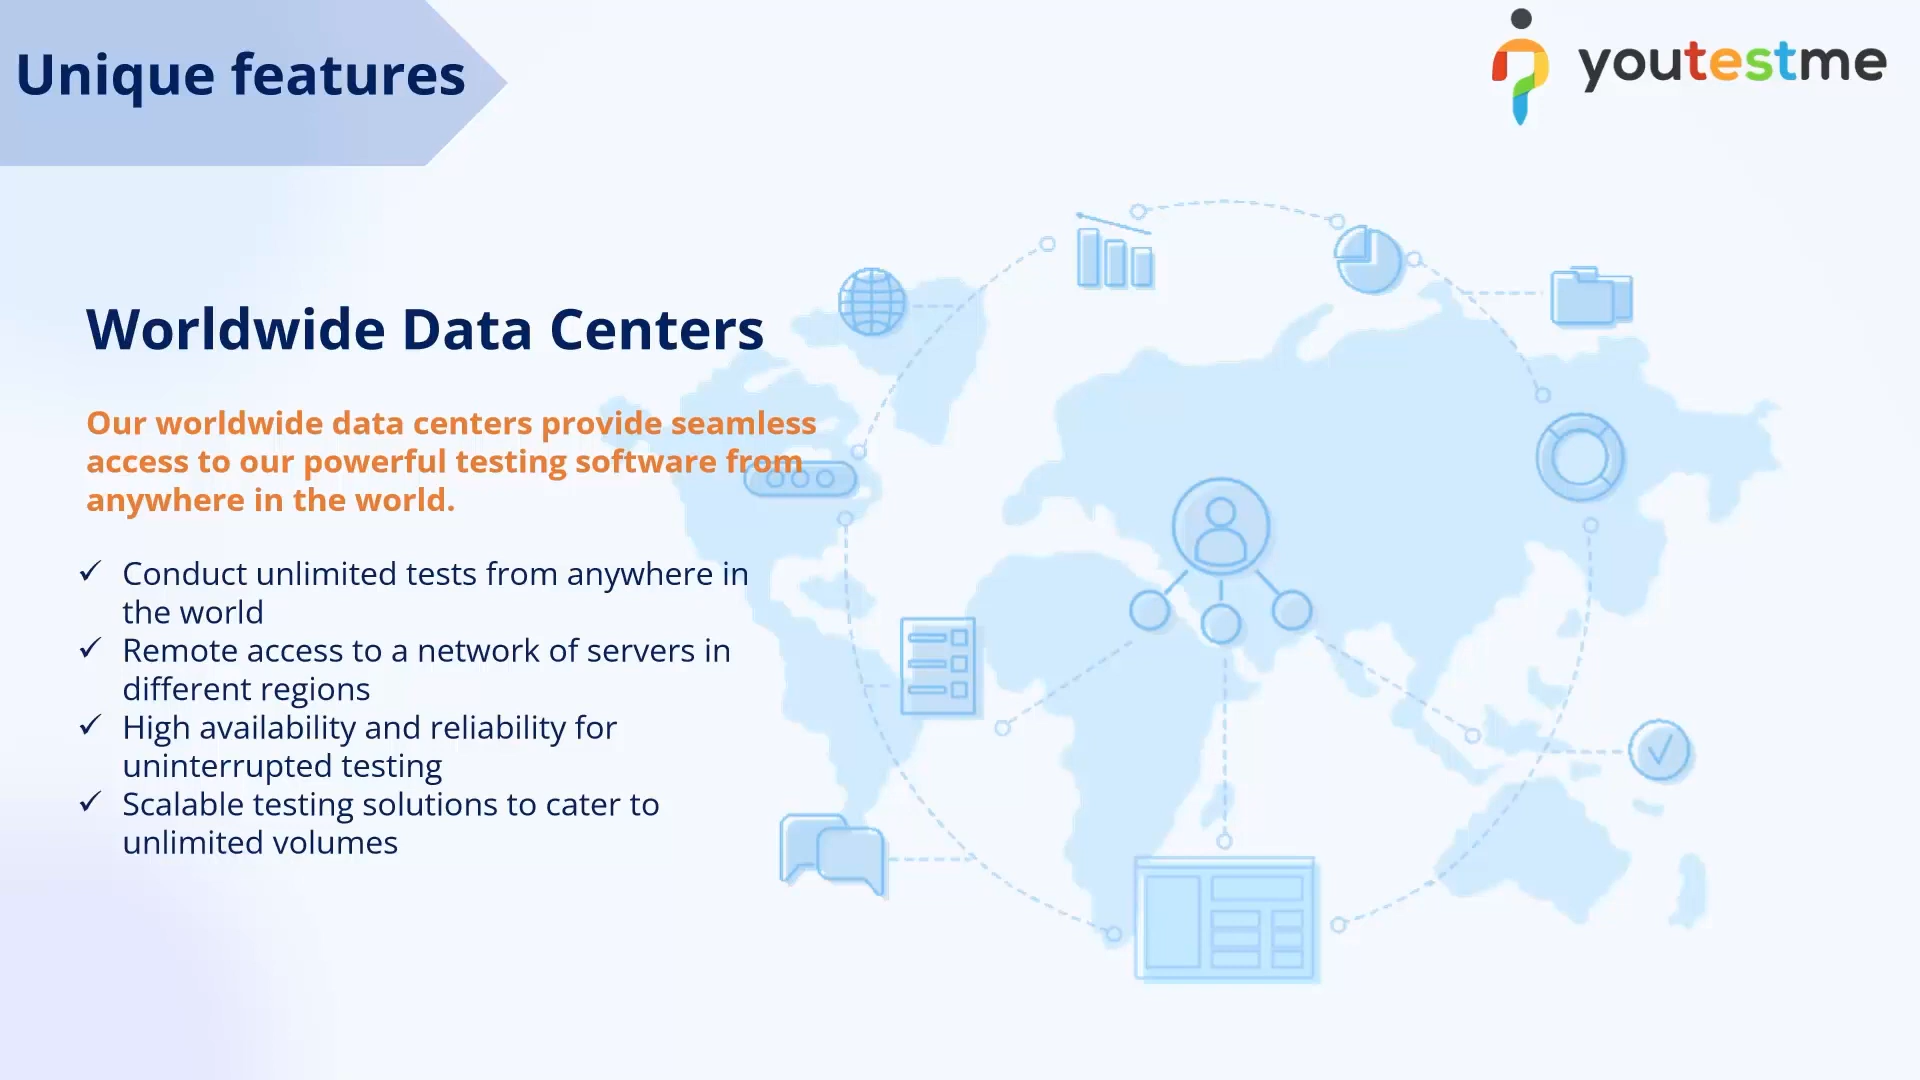 Unique features
youtestme
Worldwide Data Centers
Our worldwide data centers provide seamless
access to our powerful testing software from
anywhere in the world.
✓ Conduct unlimited tests from anywhere in
the world
✓ Remote access to a network of servers in
different regions
✓ High availability and reliability for
uninterrupted testing
✓ Scalable testing solutions to cater to
unlimited volumes